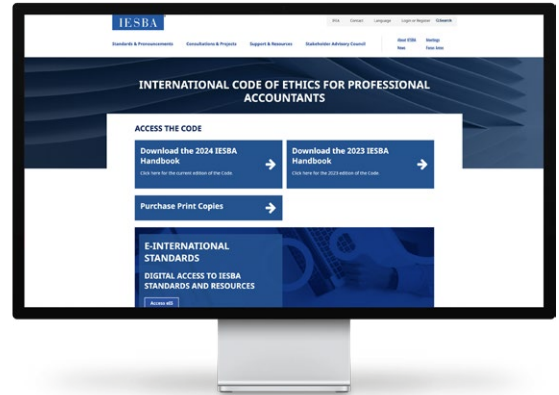 IESBA
IFEA Contact Language Login or Register Search
Standards & Pronouncements Consultations & Projects Support & Resources Stakeholder Advisory Council About IESBA Meetings
News Focus Areas
INTERNATIONAL CODE OF ETHICS FOR PROFESSIONAL
ACCOUNTANTS
ACCESS THE CODE
Download the 2024 IESBA
Handbook
Click here for the current edition of the Code.
Download the 2023 IESBA
Handbook
Click here for the 2023 edition of the Code.
Purchase Print Copies
E-INTERNATIONAL
STANDARDS
DIGITAL ACCESS TO IESBA
STANDARDS AND RESOURCES
Access eIS